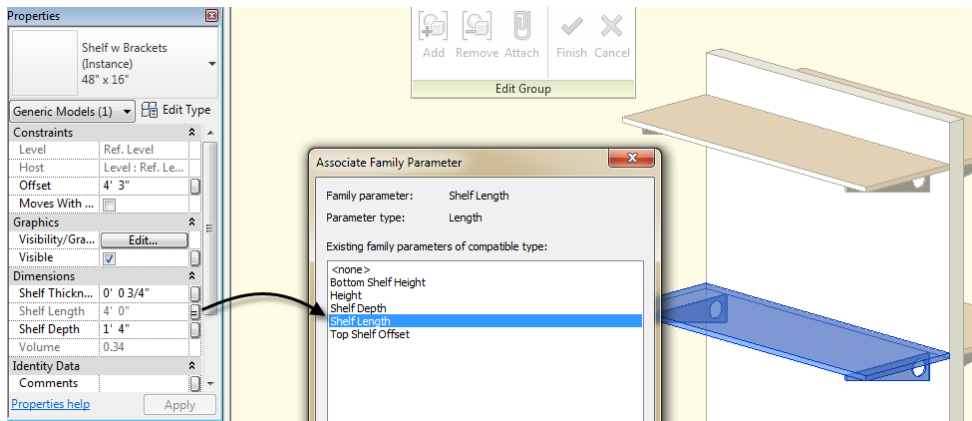 Properties
Shelf w Brackets
(Instance)
48" x 16"
Generic Models (1)
Edit Type
Constraints
Level
Ref. Level
Host
Level : Ref. Le...
Offset
4' 3"
Moves With ...
Graphics
Visibility/Gra...
Edit...
Visible
Dimensions
Shelf Thickn...
0' 0 3/4"
Shelf Length
4' 0"
Shelf Depth
1' 4"
Volume
0.34
Identity Data
Comments
Properties help
Apply
Add Remove Attach Finish Cancel
Edit Group
Associate Family Parameter
Family parameter: Shelf Length
Parameter type: Length
Existing family parameters of compatible type:
<none>
Bottom Shelf Height
Height
Shelf Depth
Shelf Length
Top Shelf Offset